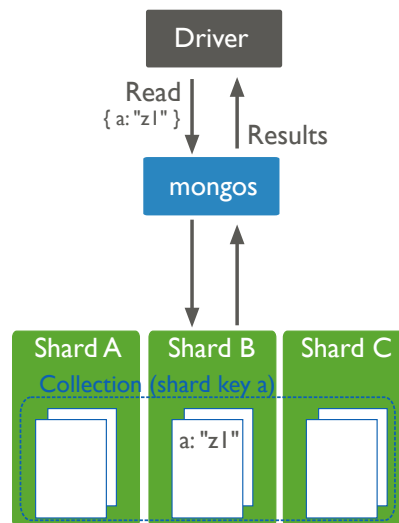 Driver
Read
{ a: "z1" }
Results
mongos
Shard A
Shard B
Shard C
Collection (shard key a)
a: "z1"